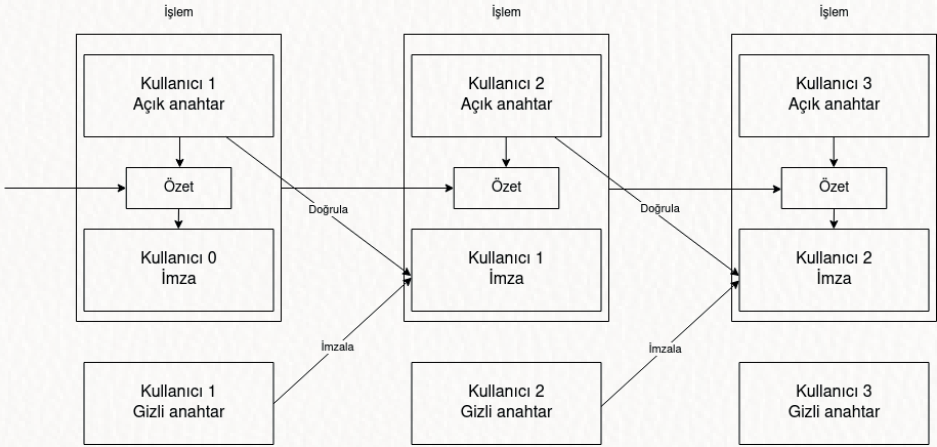 İşlem
İşlem
İşlem
Kullanıcı 1
Açık anahtar
Kullanıcı 2
Açık anahtar
Kullanıcı 3
Açık anahtar
Özet
Özet
Özet
Doğrula
Doğrula
Kullanıcı 0
İmza
Kullanıcı 1
İmza
Kullanıcı 2
İmza
İmzala
İmzala
Kullanıcı 1
Gizli anahtar
Kullanıcı 2
Gizli anahtar
Kullanıcı 3
Gizli anahtar